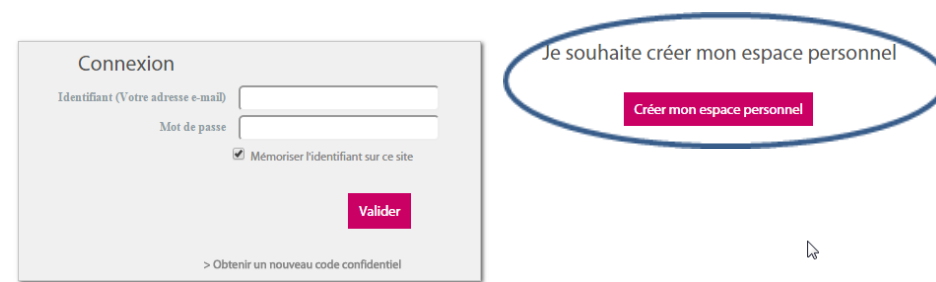 Connexion
Identifiant (Votre adresse e-mail)
Mot de passe
Mémoriser l'identifiant sur ce site
Valider
> Obtenir un nouveau code confidentiel
Je souhaite créer mon espace personnel
Créer mon espace personnel